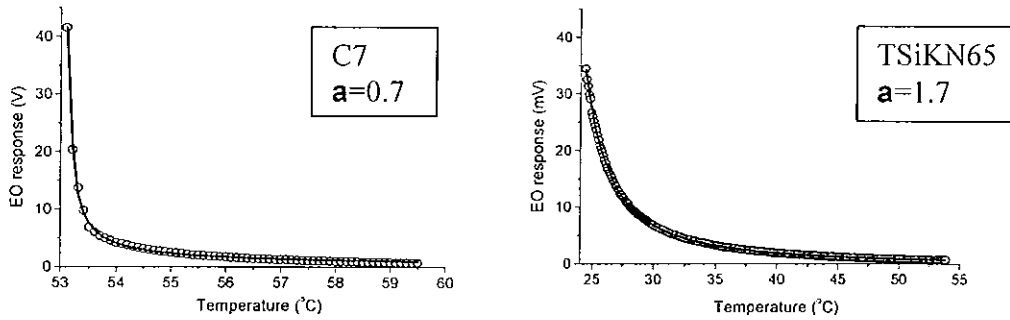 40
30
20
10
0
EO response (V)
C7
a=0.7
53 54 55 56 57 58 59 60
Temperature (°C)
40
30
20
10
0
EO response (mV)
TSiKN65
a=1.7
25 30 35 40 45 50 55
Temperature (°C)